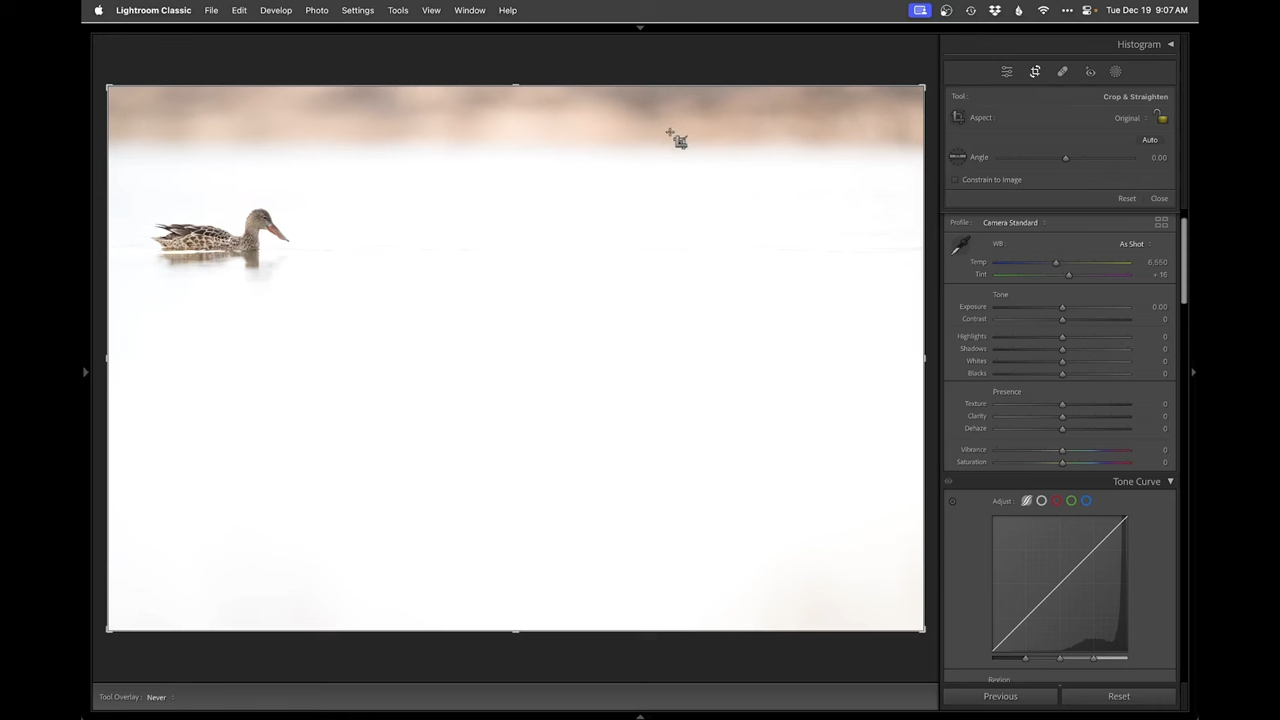 Lightroom Classic File Edit Develop Photo Settings Tools View Window Help Tue Dec 19 9:07 AM
Histogram
Tool: Crop & Straighten
Aspect: Original
Auto
Angle 0.00
Constrain to Image
Reset Close
Profile: Camera Standard
WB: As Shot
Temp 6,550
Tint + 16
Tone
Exposure 0.00
Contrast 0
Highlights 0
Shadows 0
Whites 0
Blacks 0
Presence
Texture 0
Clarity 0
Dehaze 0
Vibrance 0
Saturation 0
Tone Curve
Adjust:
Region
Tool Overlay: Never
Previous Reset